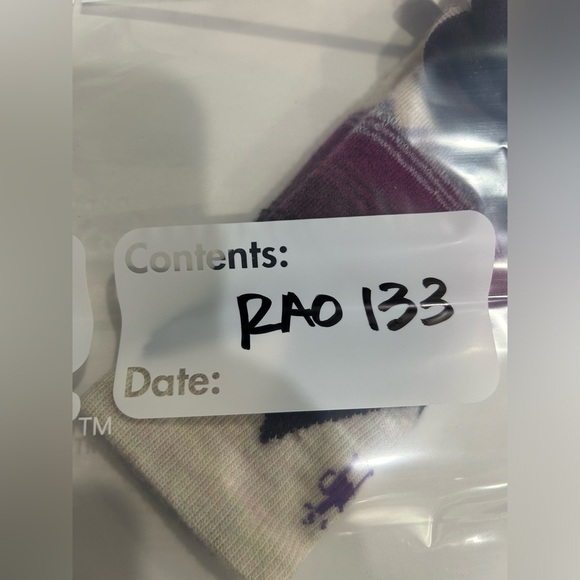 Contents:
RAO 133
Date:
TM